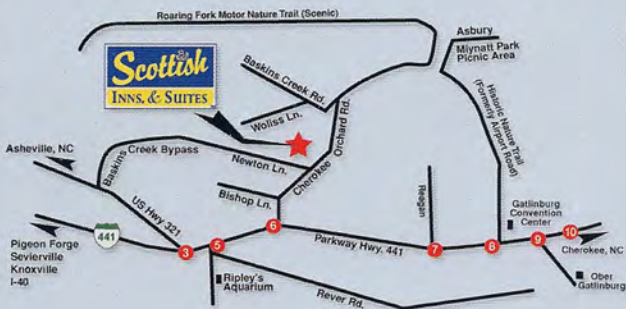 Roaring Fork Motor Nature Trail (Scenic)
Asbury
Miynatt Park
Picnic Area
Scottish
INNS, & SUITES
Baskins Creek Rd.
Woliss Ln.
Orchard Rd.
Cherokee
Historic Nature Trail
(Formerly Airport Road)
Asheville, NC
Baskins
Creek Bypass
Newton Ln.
Bishop Ln.
US Hwy 321
Reagan
Gatlinburg
Convention
Center
441
Pigeon Forge
Sevierville
Knoxville
I-40
3
5
6
Parkway Hwy. 441
7
8
9
10
Cherokee, NC
Ripley's
Aquarium
Rever Rd.
Ober
Gatlinburg